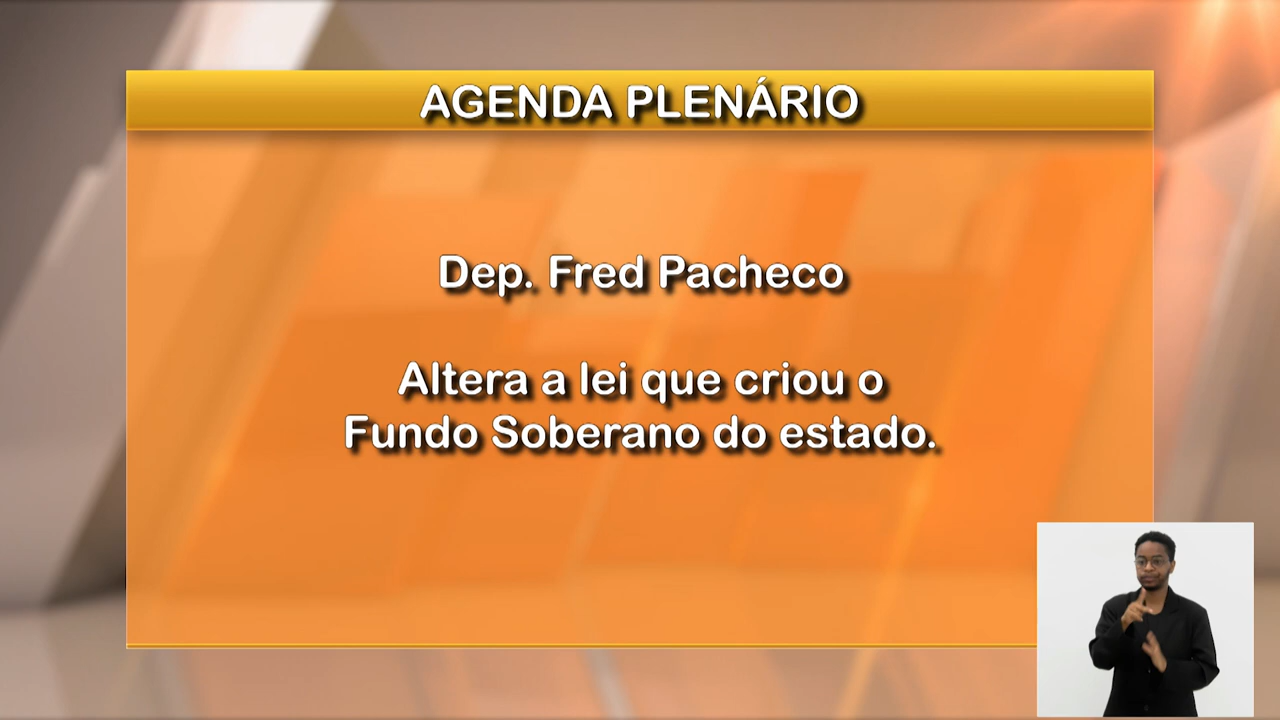 AGENDA PLENÁRIO
Dep. Fred Pacheco
Altera a lei que criou o
Fundo Soberano do estado.